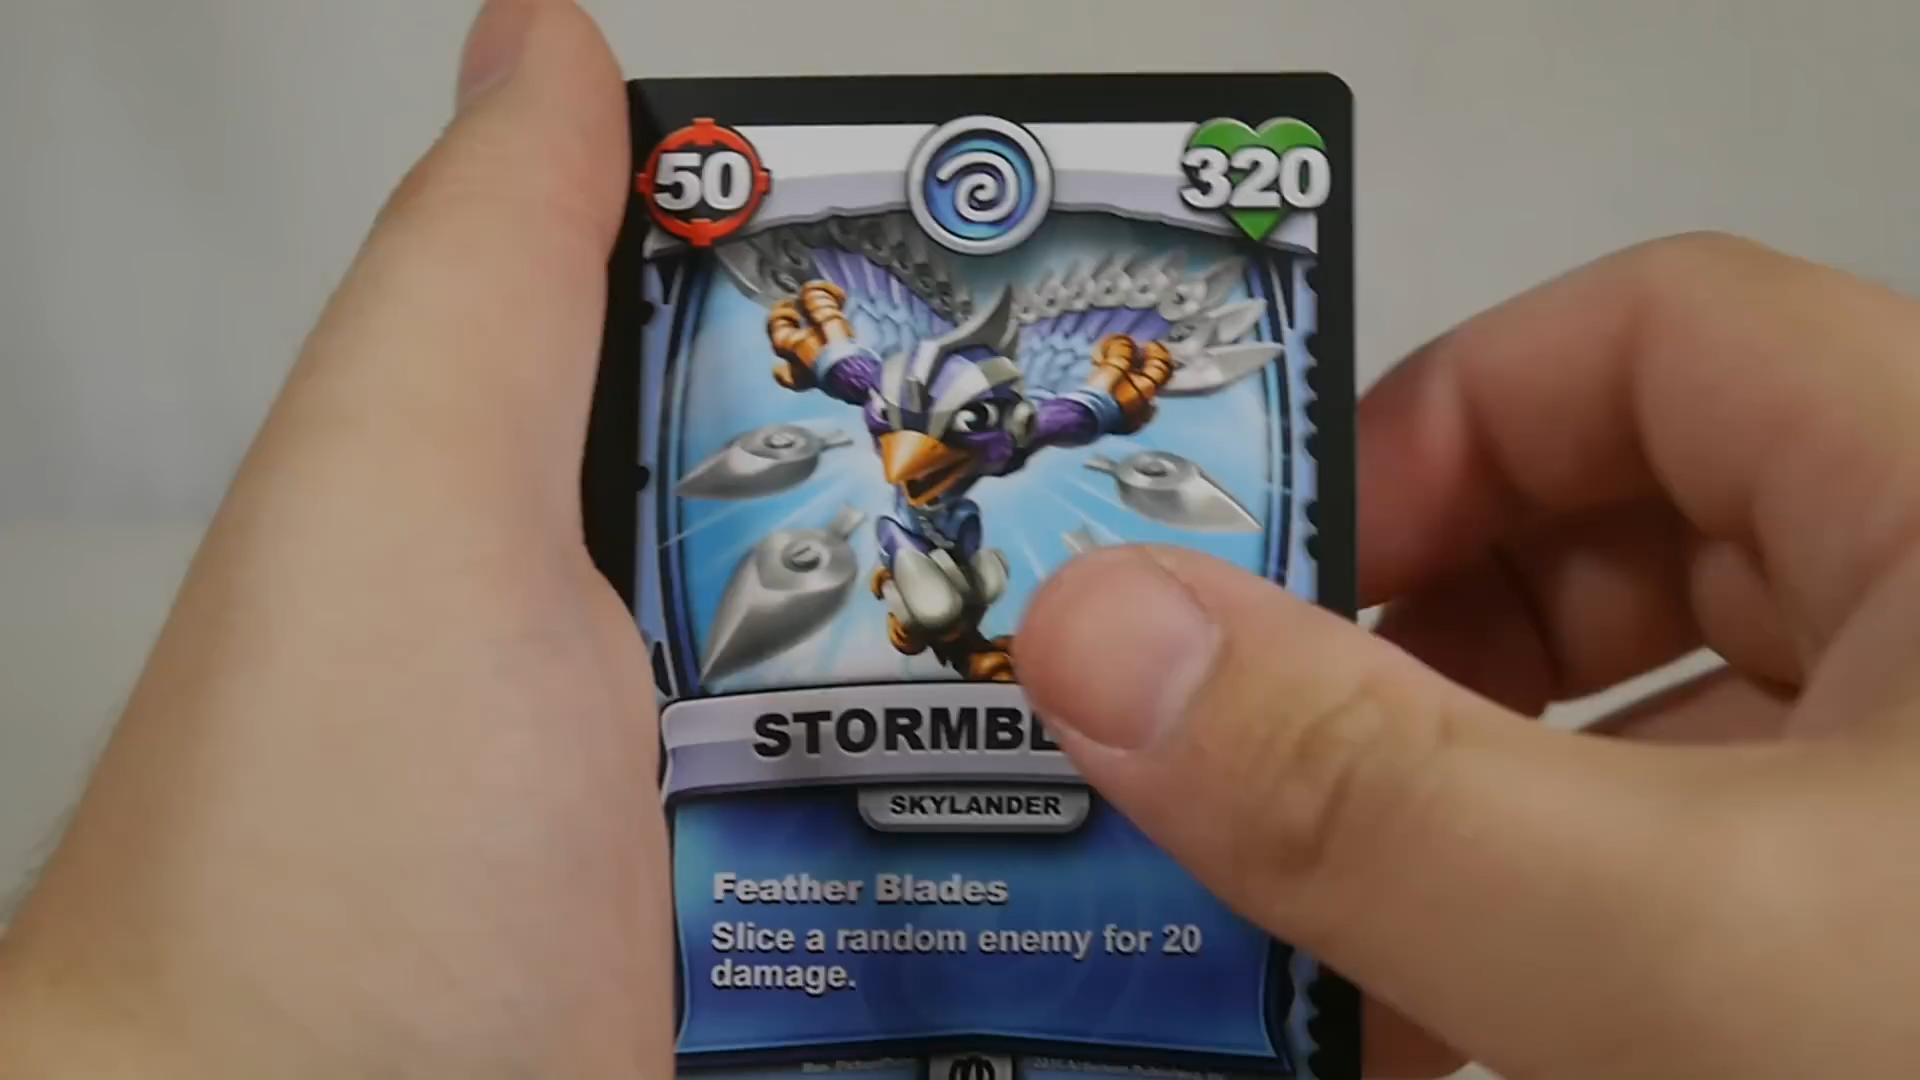 50
320
STORMBL
SKYLANDER
Feather Blades
Slice a random enemy for 20
damage.